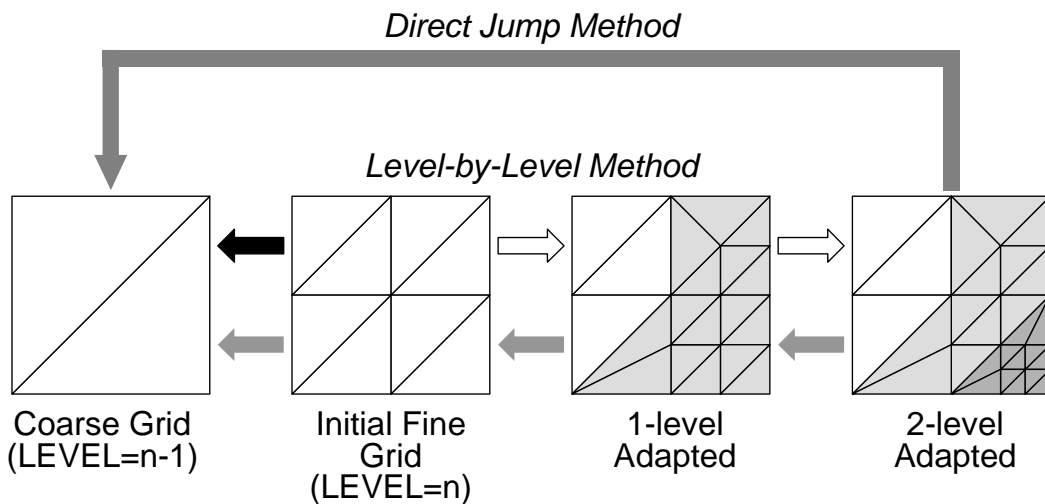 Direct Jump Method
Level-by-Level Method
Coarse Grid
(LEVEL=n-1)
Initial Fine
Grid
(LEVEL=n)
1-level
Adapted
2-level
Adapted